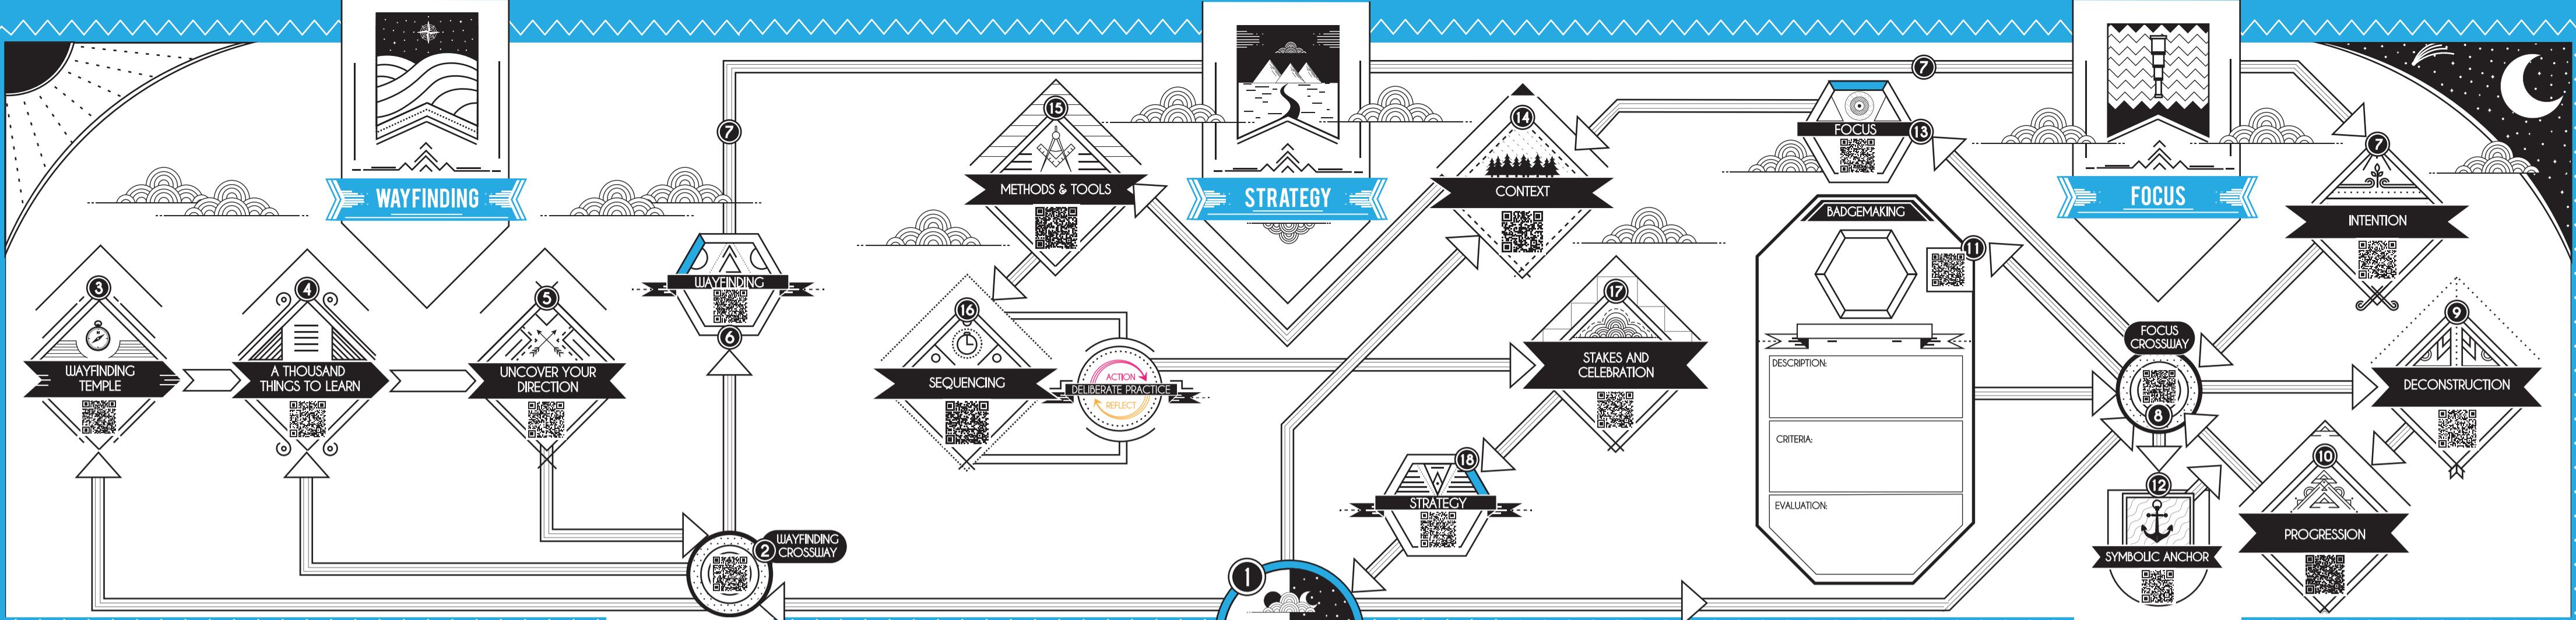 WAYFINDING
3
WAYFINDING
TEMPLE
4
A THOUSAND
THINGS TO LEARN
5
UNCOVER YOUR
DIRECTION
7
WAYFINDING
6
2
WAYFINDING
CROSSWAY
STRATEGY
15
METHODS & TOOLS
14
CONTEXT
16
SEQUENCING
ACTION
DELIBERATE PRACTICE
REFLECT
17
STAKES AND
CELEBRATION
18
STRATEGY
1
7
FOCUS
13
FOCUS
BADGEMAKING
11
DESCRIPTION:
CRITERIA:
EVALUATION:
7
INTENTION
FOCUS
CROSSWAY
8
9
DECONSTRUCTION
10
PROGRESSION
12
SYMBOLIC ANCHOR